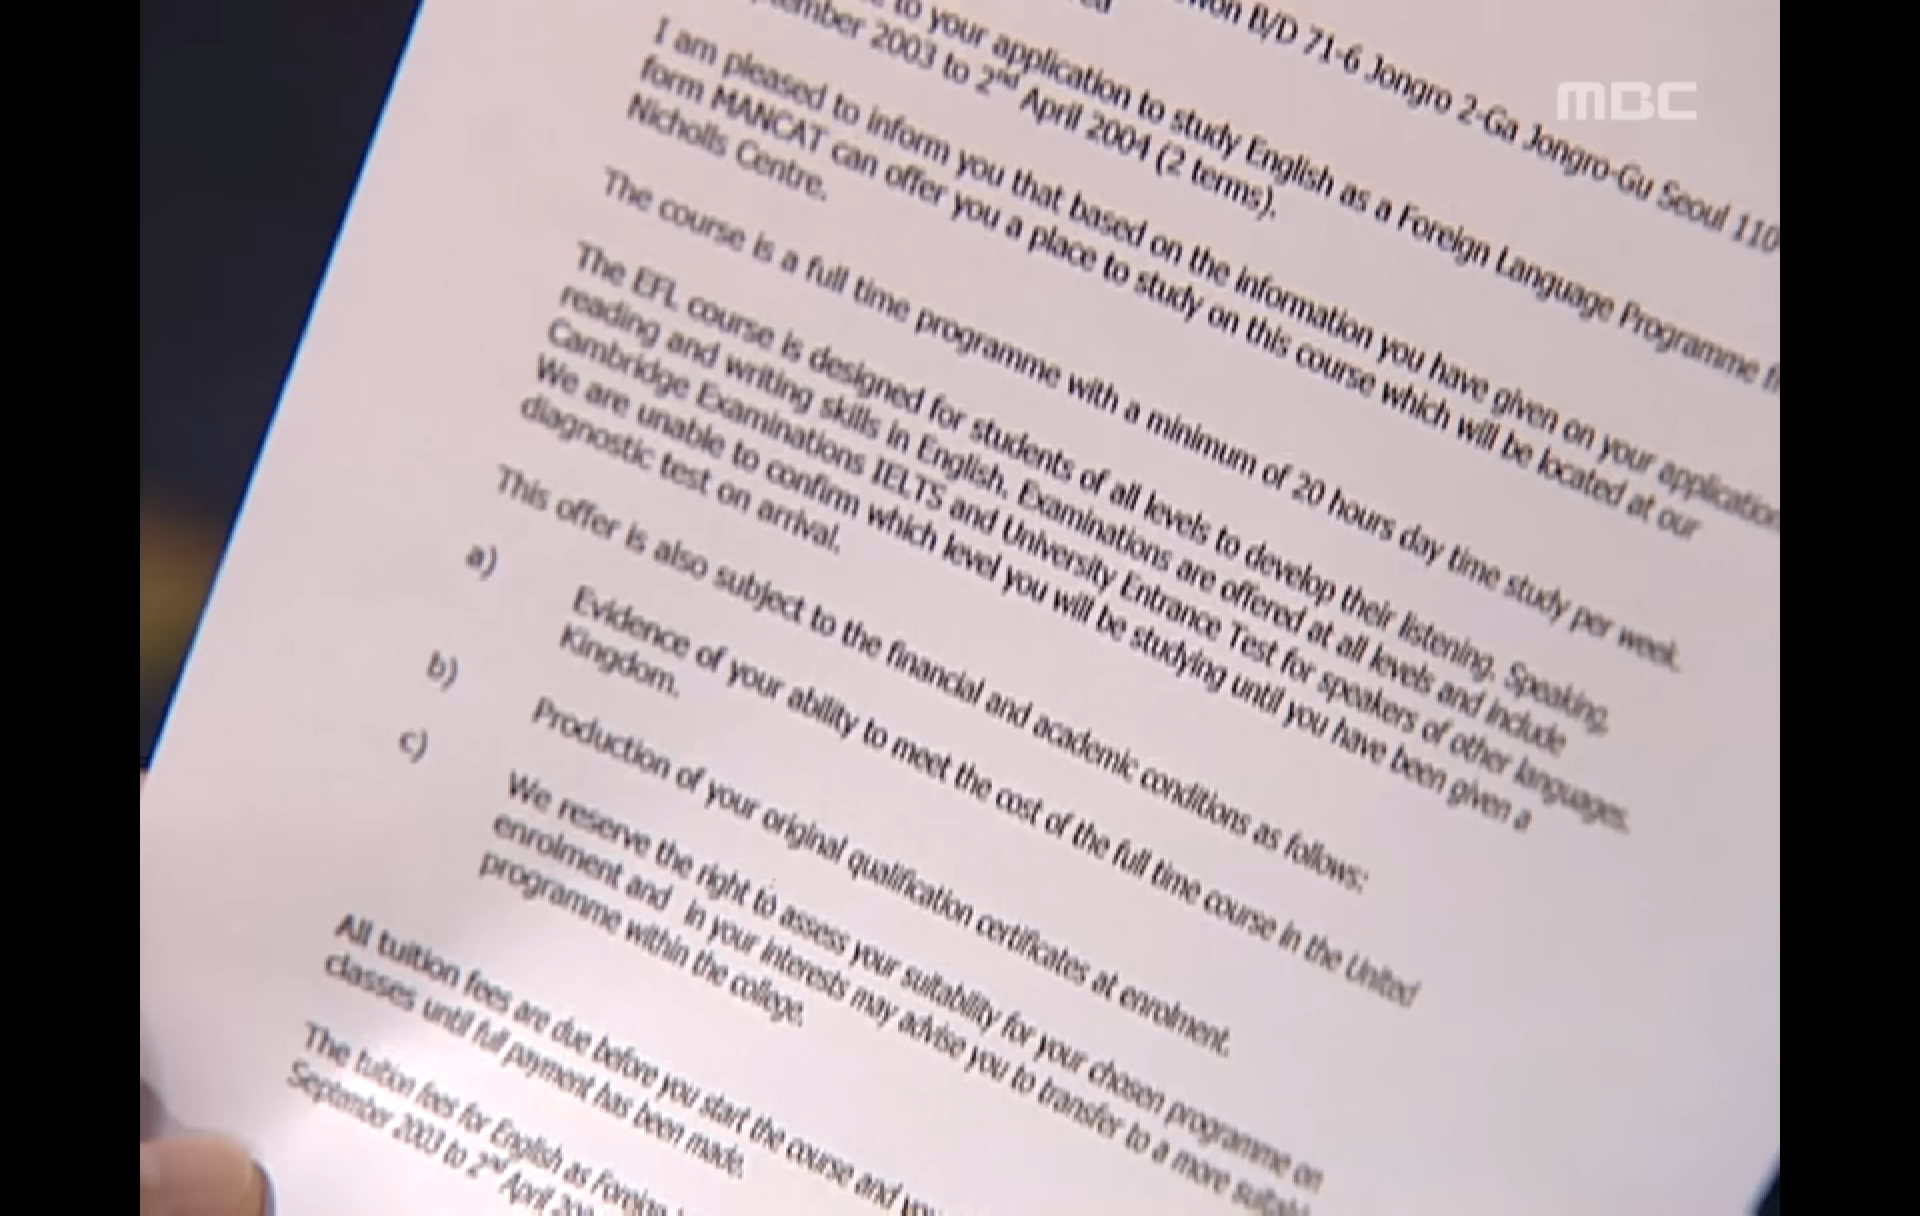 B/D 71-6 Jongro 2-Ga Jongro-Gu Seoul 110
to your application to study English as a Foreign Language Programme
September 2003 to 2nd April 2004 (2 terms).
I am pleased to inform you that based on the information you have given on your application
form MANCAT can offer you a place to study on this course which will be located at our
Nicholls Centre.
The course is a full time programme with a minimum of 20 hours day time study per week.
The EFL course is designed for students of all levels to develop their listening, Speaking,
reading and writing skills in English. Examinations are offered at all levels and include
Cambridge Examinations IELTS and University Entrance Test for speakers of other languages.
We are unable to confirm which level you will be studying until you have been given a
diagnostic test on arrival.
This offer is also subject to the financial and academic conditions as follows:
a) Evidence of your ability to meet the cost of the full time course in the United
Kingdom.
b) Production of your original qualification certificates at enrolment.
c) We reserve the right to assess your suitability for your chosen programme on
enrolment and in your interests may advise you to transfer to a more
programme within the college.
All tuition fees are due before you start the course and
classes until full payment has been made.
The tuition fees for English as Foreign
September 2003 to 2nd April
MBC